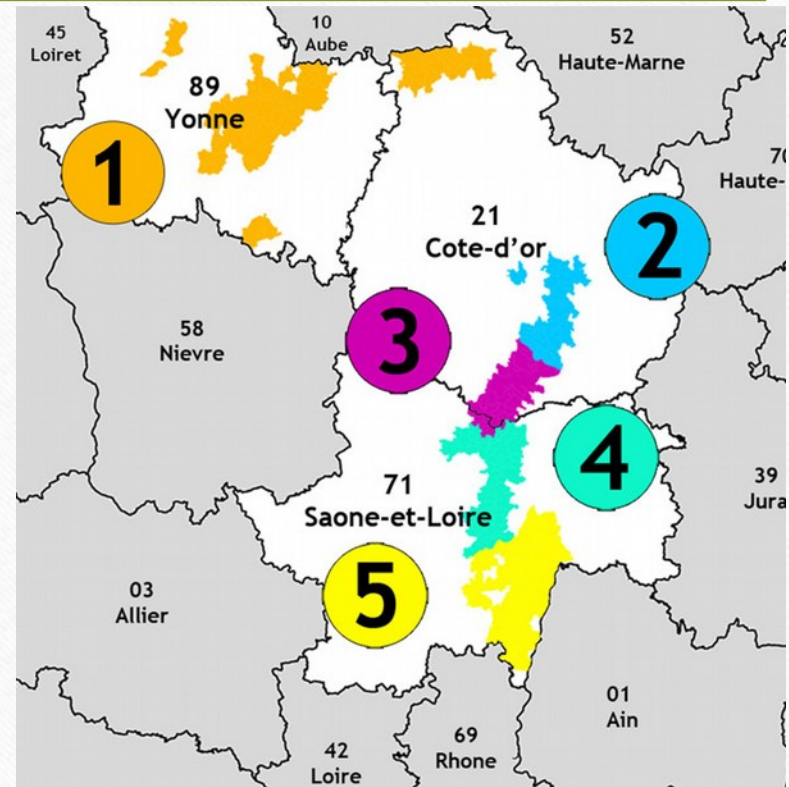 45
Loiret
10
Aube
52
Haute-Marne
89
Yonne
1
70
Haute-
21
Cote-d'or
2
58
Nievre
3
4
71
Saone-et-Loire
39
Jura
5
03
Allier
01
Ain
42
Loire
69
Rhone